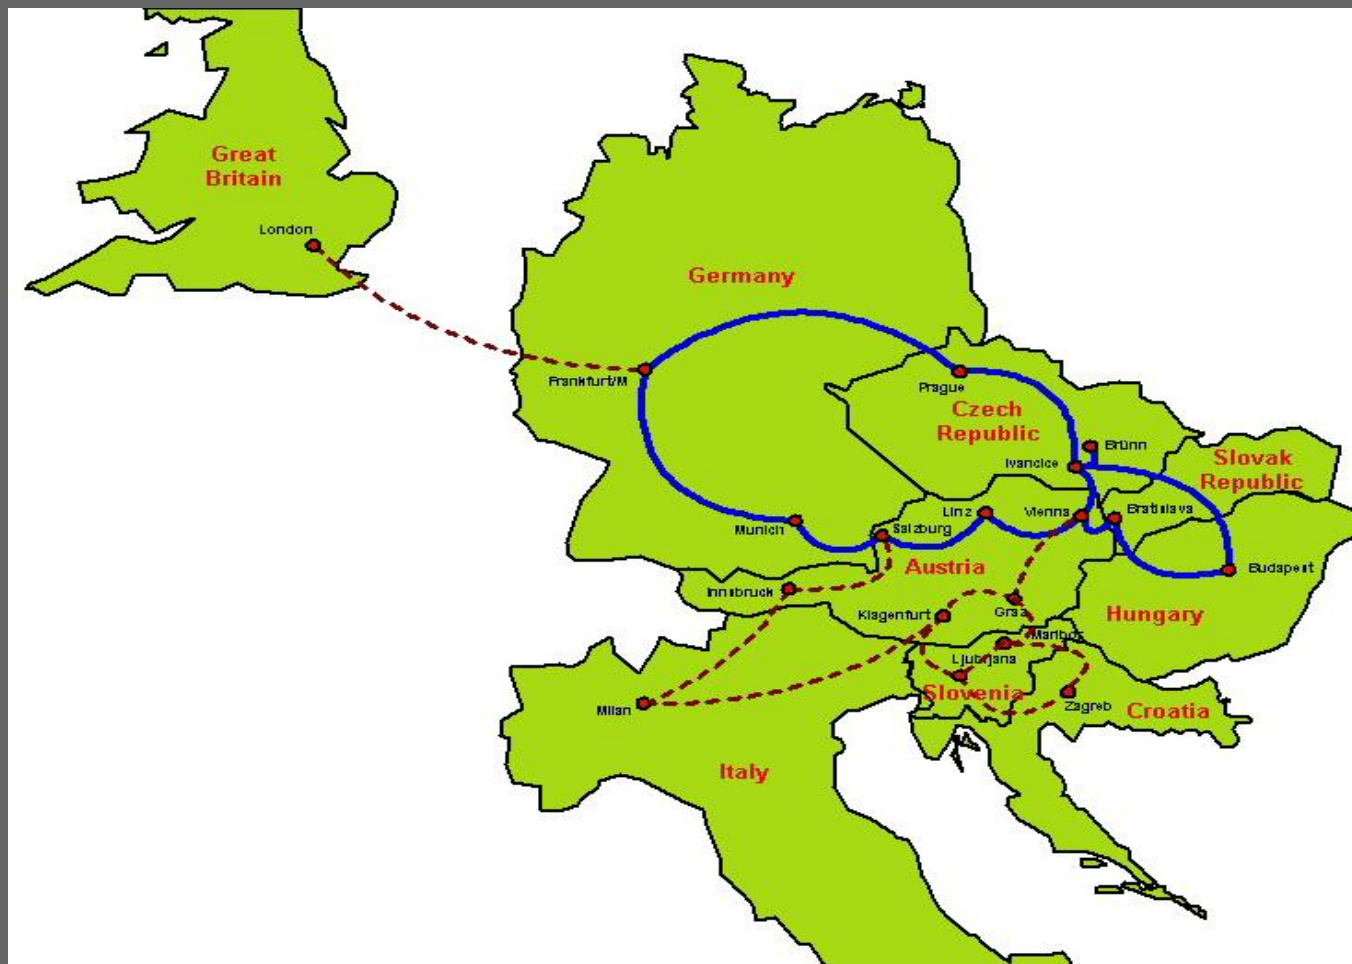 Great
Britain
London
Germany
Frankfurt/M
Prague
Czech
Republic
Brünn
Ivancice
Slovak
Republic
Munich
Salzburg
Linz
Vienna
Bratislava
Austria
Budapest
Innsbruck
Klagenfurt
Graz
Hungary
Maribor
Ljubljana
Slovenia
Zagreb
Croatia
Milan
Italy